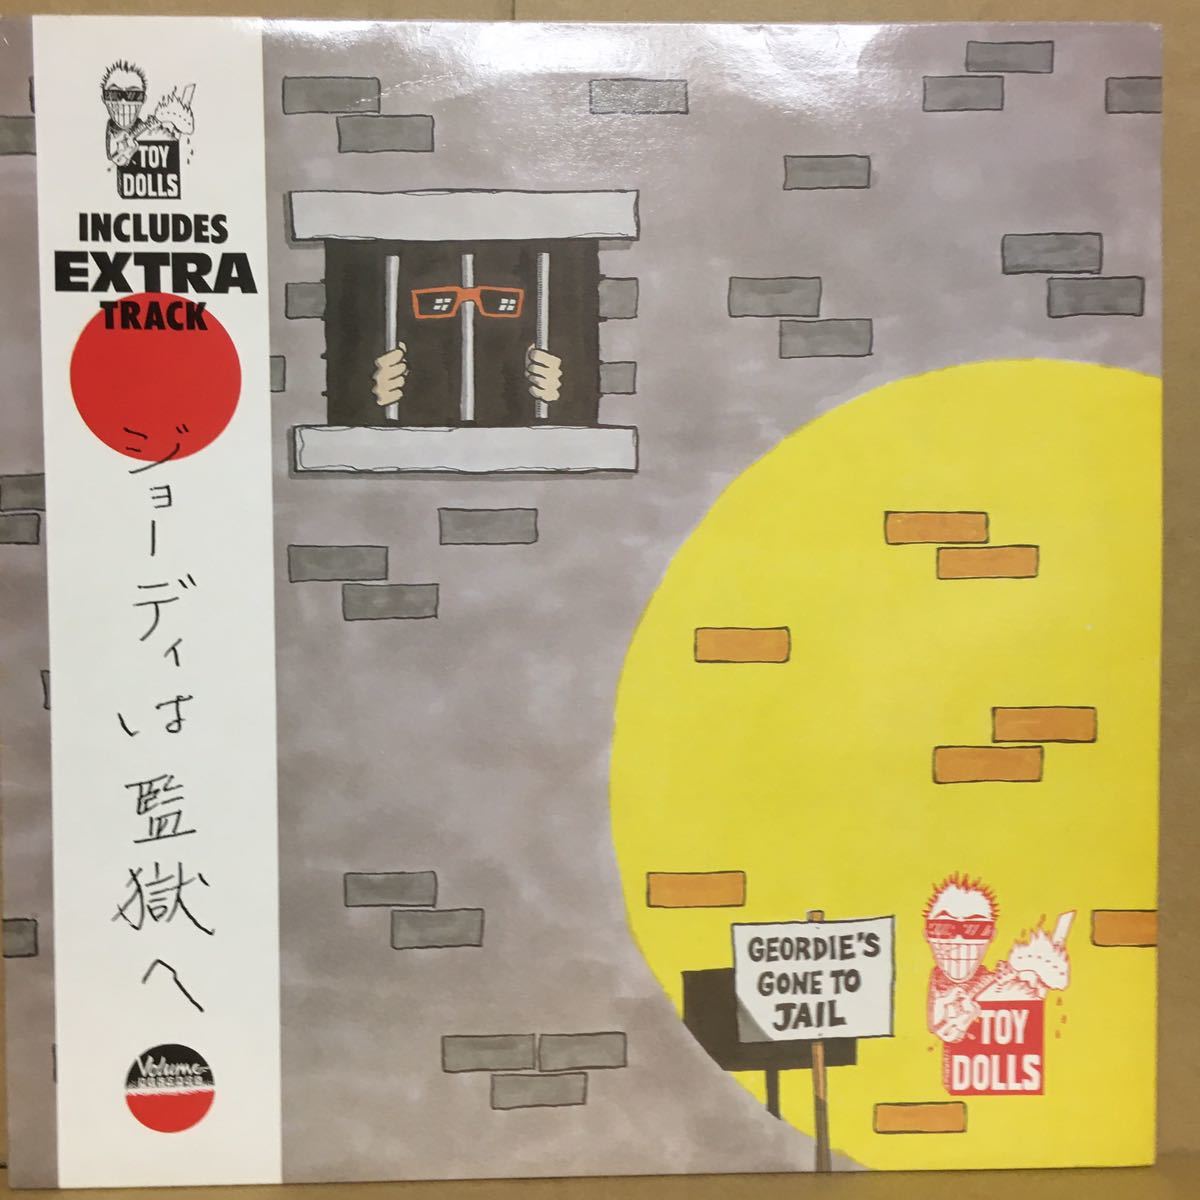 TOY
DOLLS
INCLUDES
EXTRA
TRACK
ジョーディは監獄へ
Volume
RECORDS
GEORDIE'S
GONE TO
JAIL
TOY
DOLLS